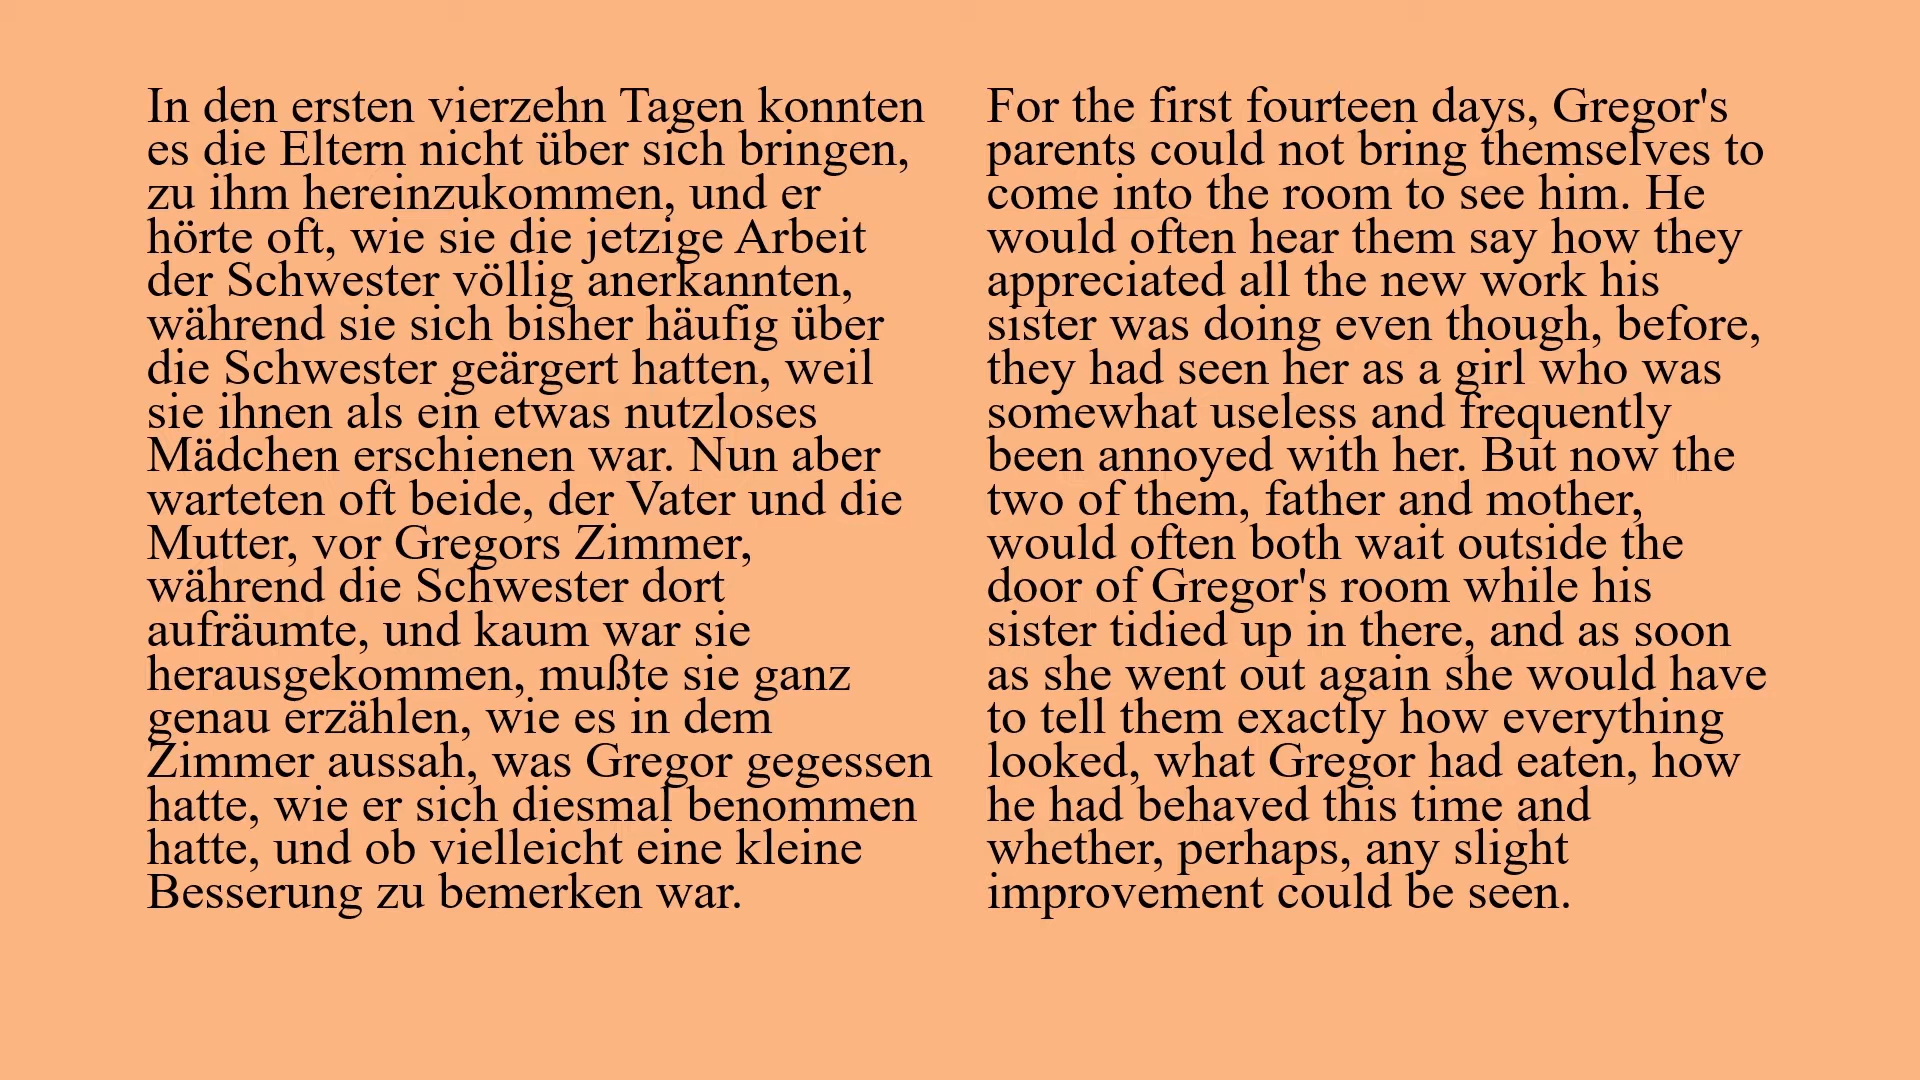 In den ersten vierzehn Tagen konnten
es die Eltern nicht über sich bringen,
zu ihm hereinzukommen, und er
hörte oft, wie sie die jetzige Arbeit
der Schwester völlig anerkannten,
während sie sich bisher häufig über
die Schwester geärgert hatten, weil
sie ihnen als ein etwas nutzloses
Mädchen erschienen war. Nun aber
warteten oft beide, der Vater und die
Mutter, vor Gregors Zimmer,
während die Schwester dort
aufräumte, und kaum war sie
herausgekommen, mußte sie ganz
genau erzählen, wie es in dem
Zimmer aussah, was Gregor gegessen
hatte, wie er sich diesmal benommen
hatte, und ob vielleicht eine kleine
Besserung zu bemerken war.
For the first fourteen days, Gregor's
parents could not bring themselves to
come into the room to see him. He
would often hear them say how they
appreciated all the new work his
sister was doing even though, before,
they had seen her as a girl who was
somewhat useless and frequently
been annoyed with her. But now the
two of them, father and mother,
would often both wait outside the
door of Gregor's room while his
sister tidied up in there, and as soon
as she went out again she would have
to tell them exactly how everything
looked, what Gregor had eaten, how
he had behaved this time and
whether, perhaps, any slight
improvement could be seen.